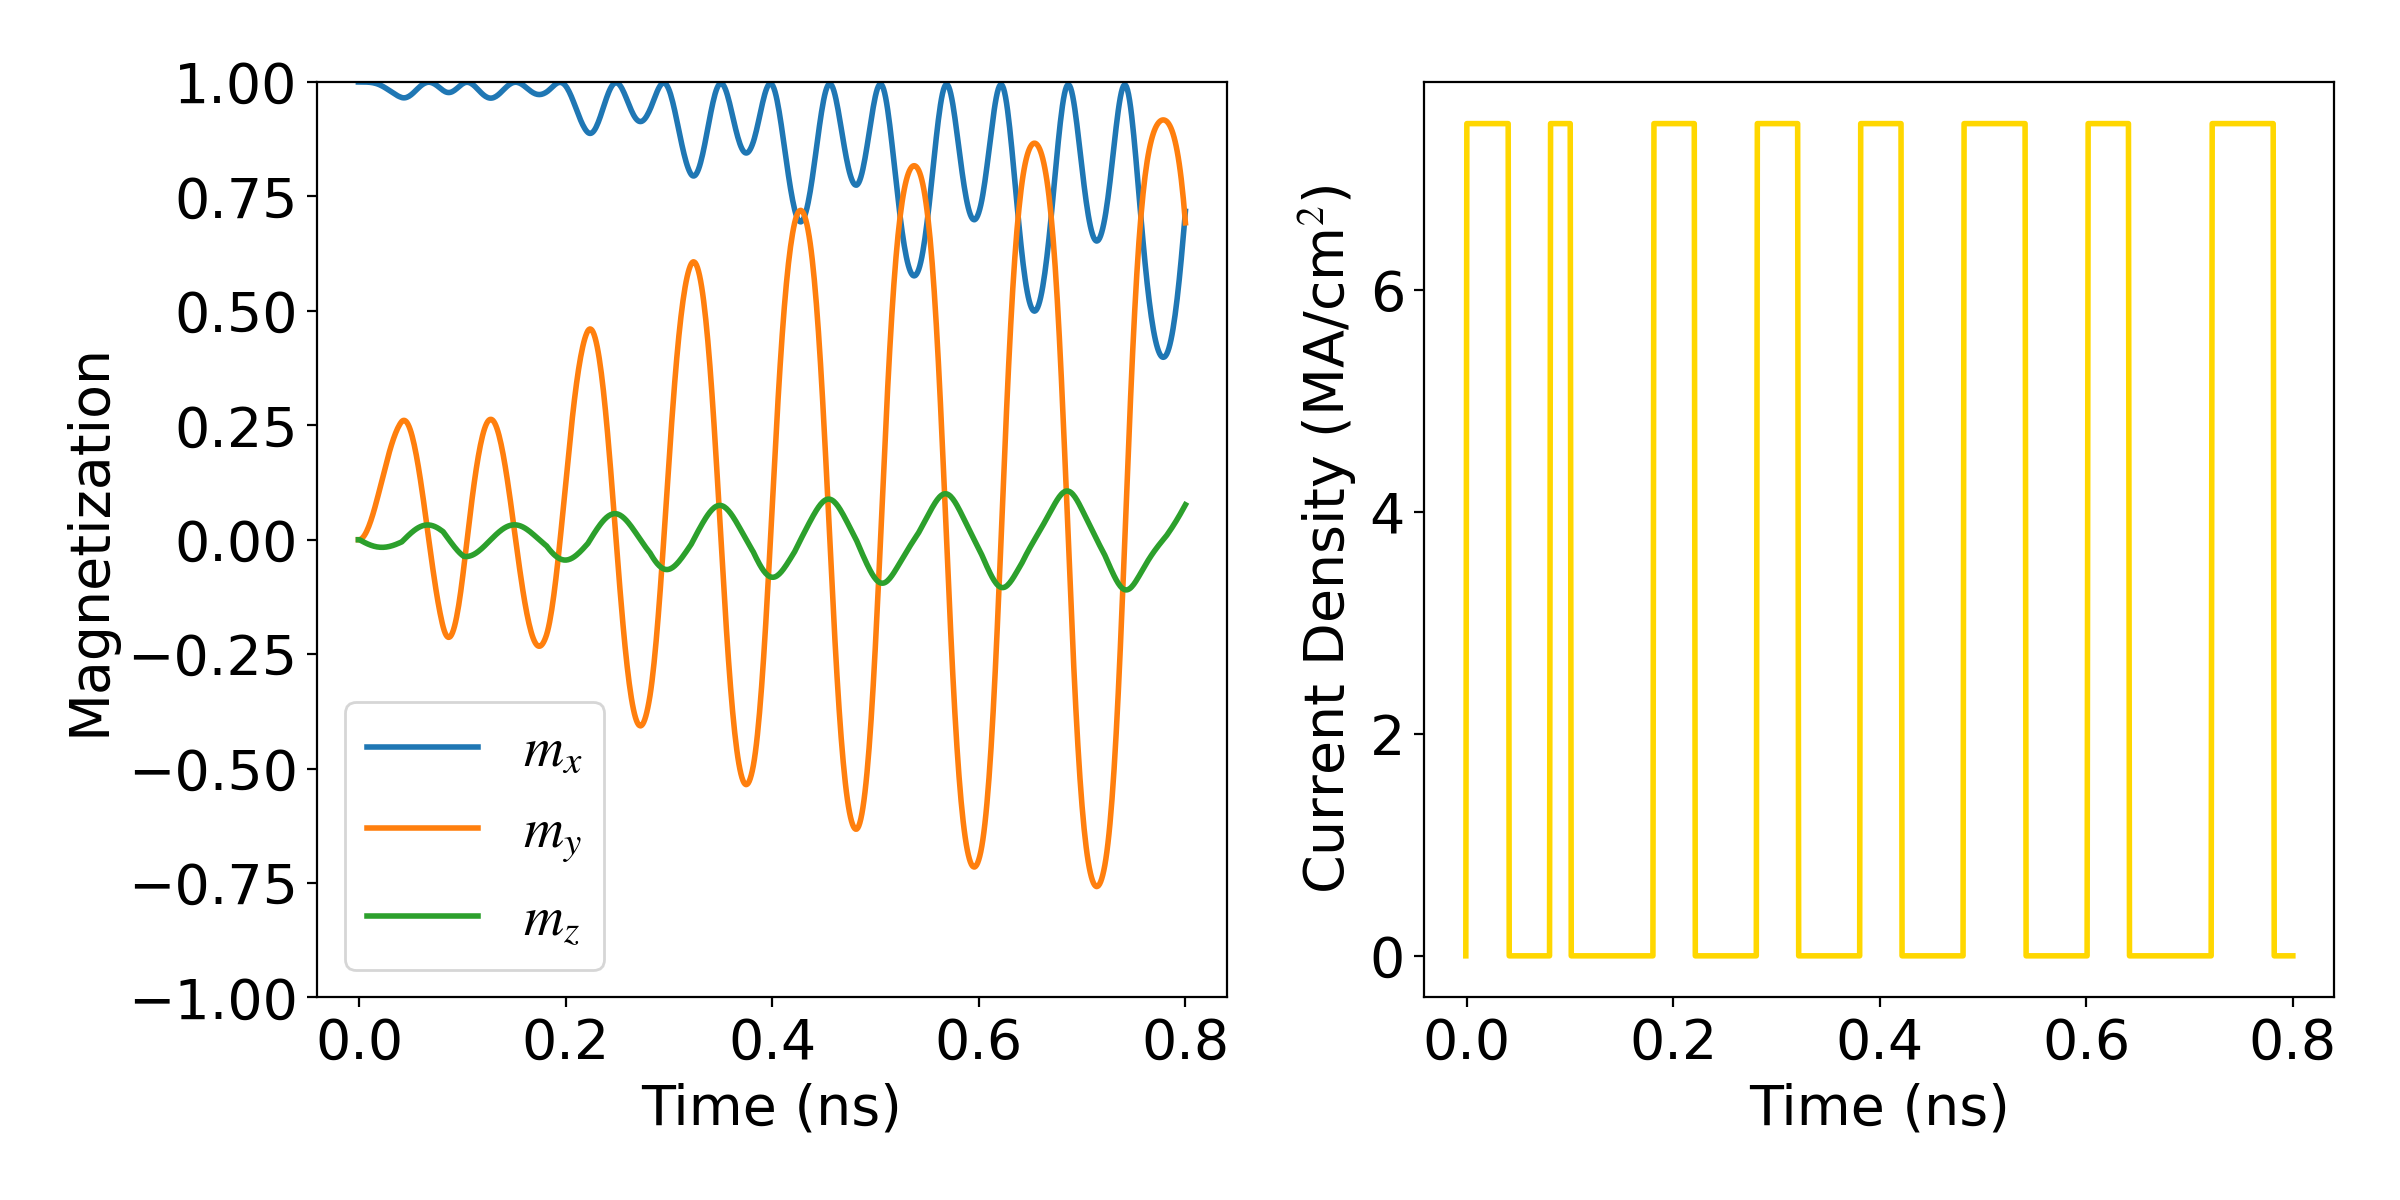 1.00
0.75
0.50
0.25
0.00
−0.25
−0.50
−0.75
−1.00
Magnetization
m_x
m_y
m_z
0.0 0.2 0.4 0.6 0.8
Time (ns)
6
4
2
0
Current Density (MA/cm²)
0.0 0.2 0.4 0.6 0.8
Time (ns)